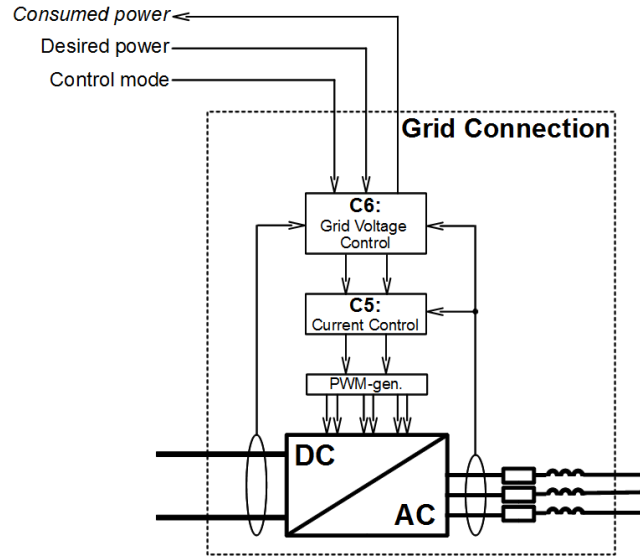 Consumed power
Desired power
Control mode
Grid Connection
C6:
Grid Voltage
Control
C5:
Current Control
PWM-gen.
DC
AC